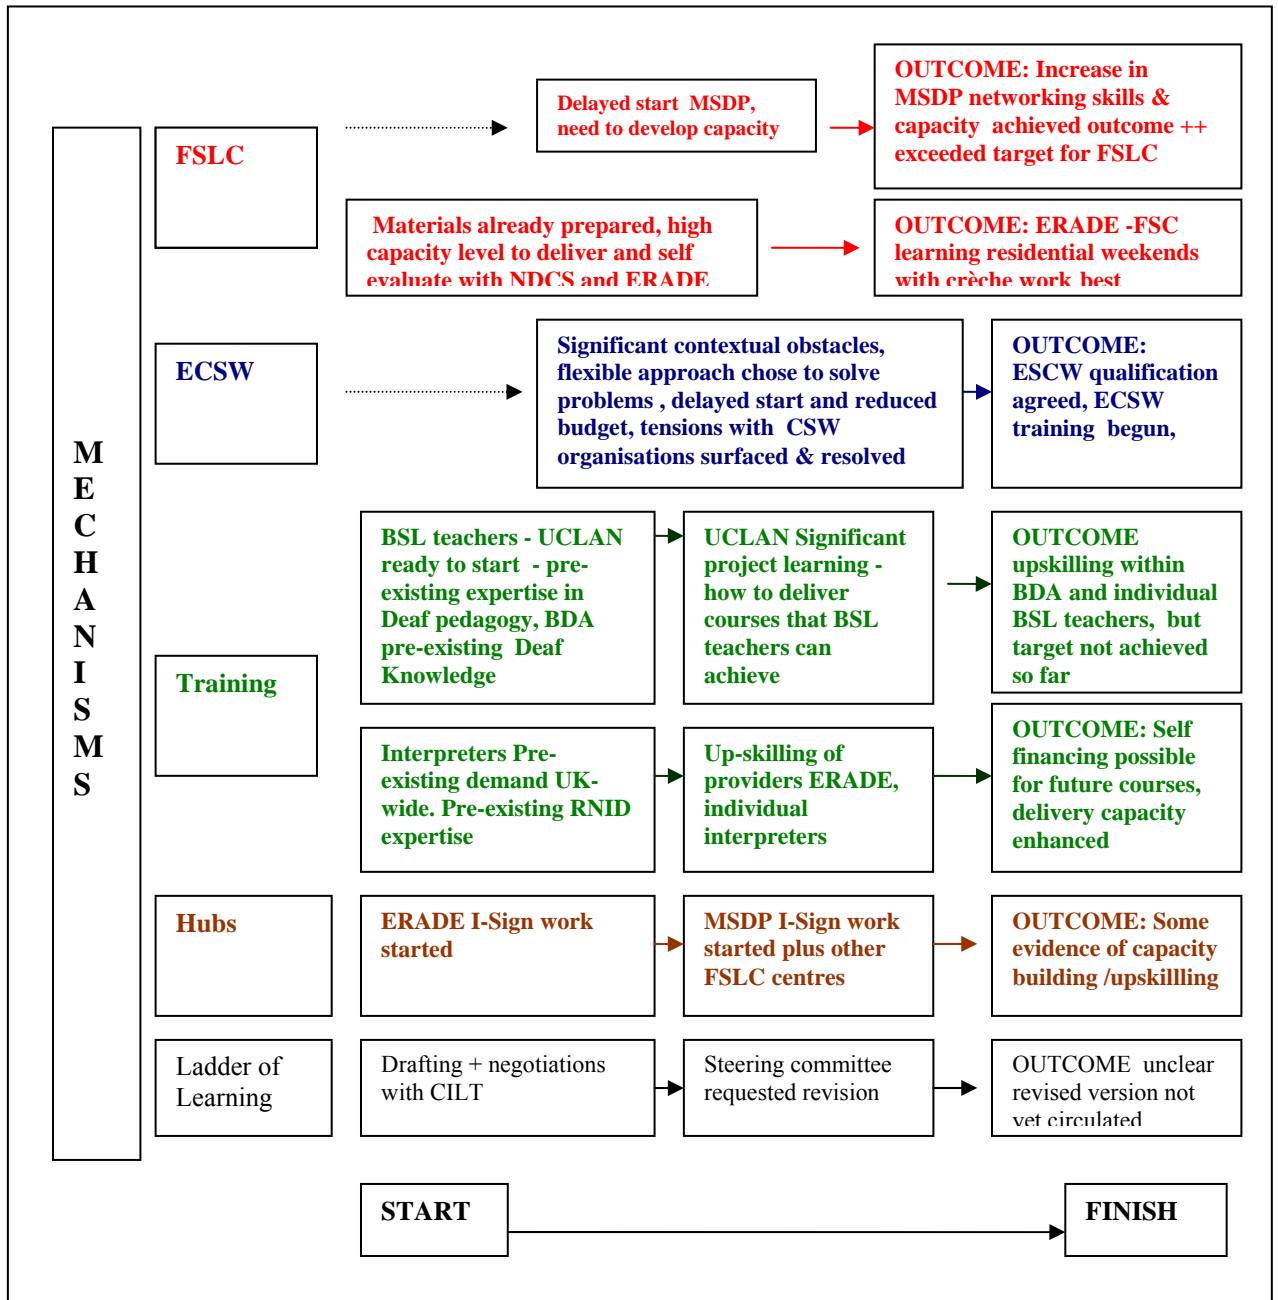 MECHANISMS
FSLC
Delayed start MSDP,
need to develop capacity
OUTCOME: Increase in
MSDP networking skills &
capacity achieved outcome ++
exceeded target for FSLC
Materials already prepared, high
capacity level to deliver and self
evaluate with NDCS and ERADE
OUTCOME: ERADE -FSC
learning residential weekends
with crèche work best
ECSW
Significant contextual obstacles,
flexible approach chose to solve
problems , delayed start and reduced
budget, tensions with CSW
organisations surfaced & resolved
OUTCOME:
ESCW qualification
agreed, ECSW
training begun,
Training
BSL teachers - UCLAN
ready to start - pre-
existing expertise in
Deaf pedagogy, BDA
pre-existing Deaf
Knowledge
UCLAN Significant
project learning -
how to deliver
courses that BSL
teachers can
achieve
OUTCOME
upskilling within
BDA and individual
BSL teachers, but
target not achieved
so far
Interpreters Pre-
existing demand UK-
wide. Pre-existing RNID
expertise
Up-skilling of
providers ERADE,
individual
interpreters
OUTCOME: Self
financing possible
for future courses,
delivery capacity
enhanced
Hubs
ERADE I-Sign work
started
MSDP I-Sign work
started plus other
FSLC centres
OUTCOME: Some
evidence of capacity
building /upskillling
Ladder of
Learning
Drafting + negotiations
with CILT
Steering committee
requested revision
OUTCOME unclear
revised version not
yet circulated
START
FINISH